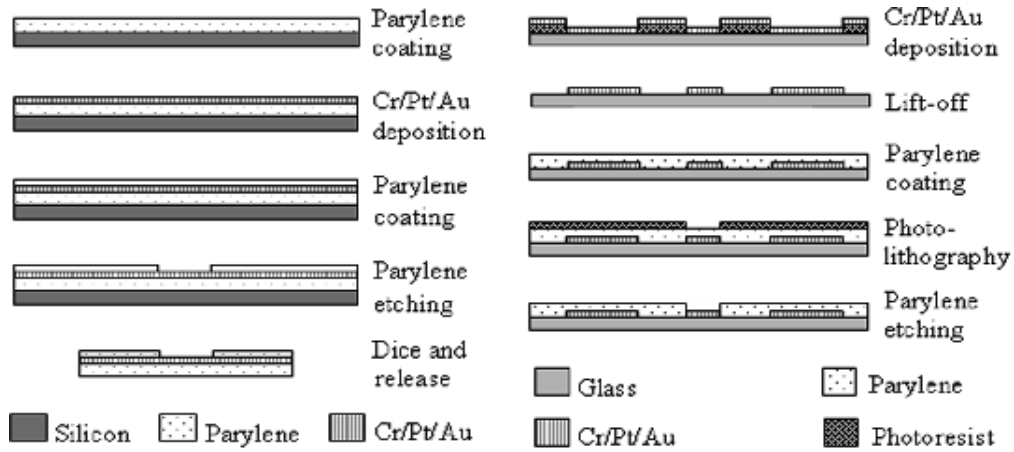 Parylene
coating
Cr/Pt/Au
deposition
Parylene
coating
Parylene
etching
Dice and
release
Silicon
Parylene
Cr/Pt/Au
Cr/Pt/Au
deposition
Lift-off
Parylene
coating
Photo-
lithography
Parylene
etching
Glass
Parylene
Cr/Pt/Au
Photoresist